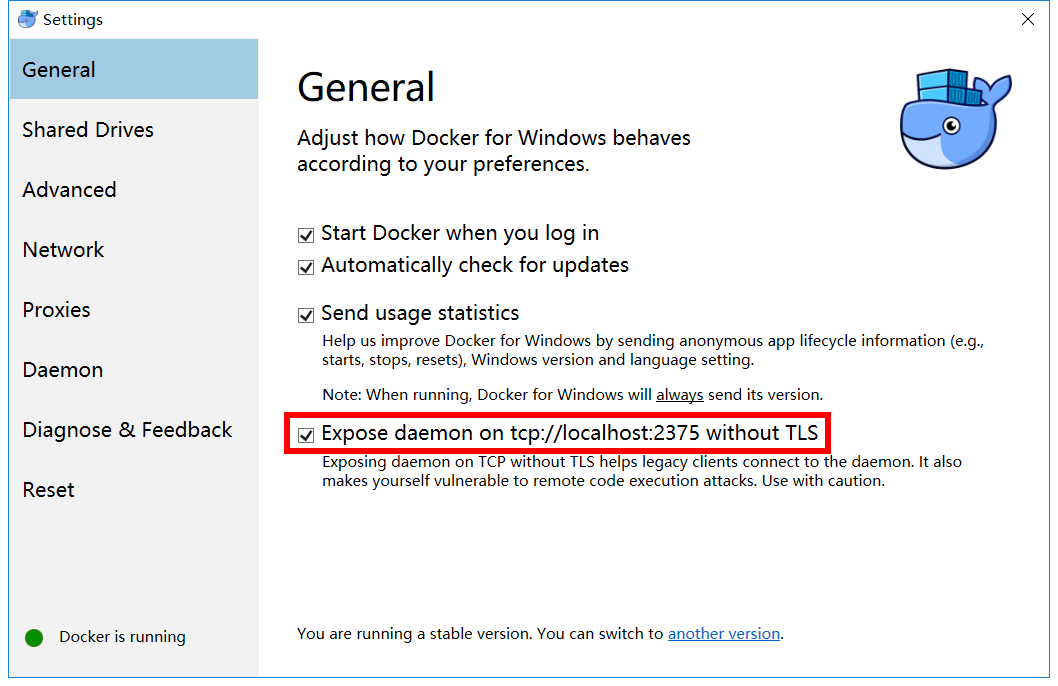 Settings
General
Shared Drives
Advanced
Network
Proxies
Daemon
Diagnose & Feedback
Reset
Docker is running
General
Adjust how Docker for Windows behaves
according to your preferences.
Start Docker when you log in
Automatically check for updates
Send usage statistics
Help us improve Docker for Windows by sending anonymous app lifecycle information (e.g.,
starts, stops, resets), Windows version and language setting.
Note: When running, Docker for Windows will always send its version.
Expose daemon on tcp://localhost:2375 without TLS
Exposing daemon on TCP without TLS helps legacy clients connect to the daemon. It also
makes yourself vulnerable to remote code execution attacks. Use with caution.
You are running a stable version. You can switch to another version.